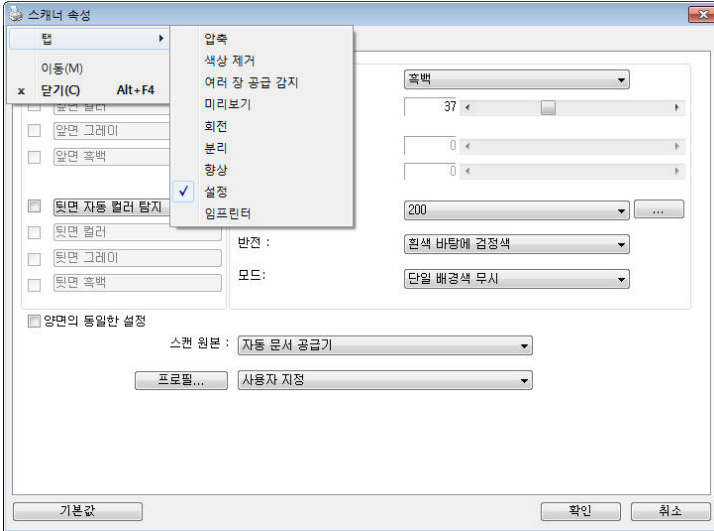 스캐너 속성
탭
이동(M)
x 닫기(C) Alt+F4
압축
색상 제거
여러 장 공급 감지
미리보기
회전
분리
향상
설정
임프린터
흑백
37
앞면 컬러
앞면 그레이
0
앞면 흑백
0
뒷면 자동 컬러 탐지
200
...
뒷면 컬러
반전 :
흰색 바탕에 검정색
뒷면 그레이
모드:
단일 배경색 무시
뒷면 흑백
양면의 동일한 설정
스캔 원본 :
자동 문서 공급기
프로필...
사용자 지정
기본값
확인
취소